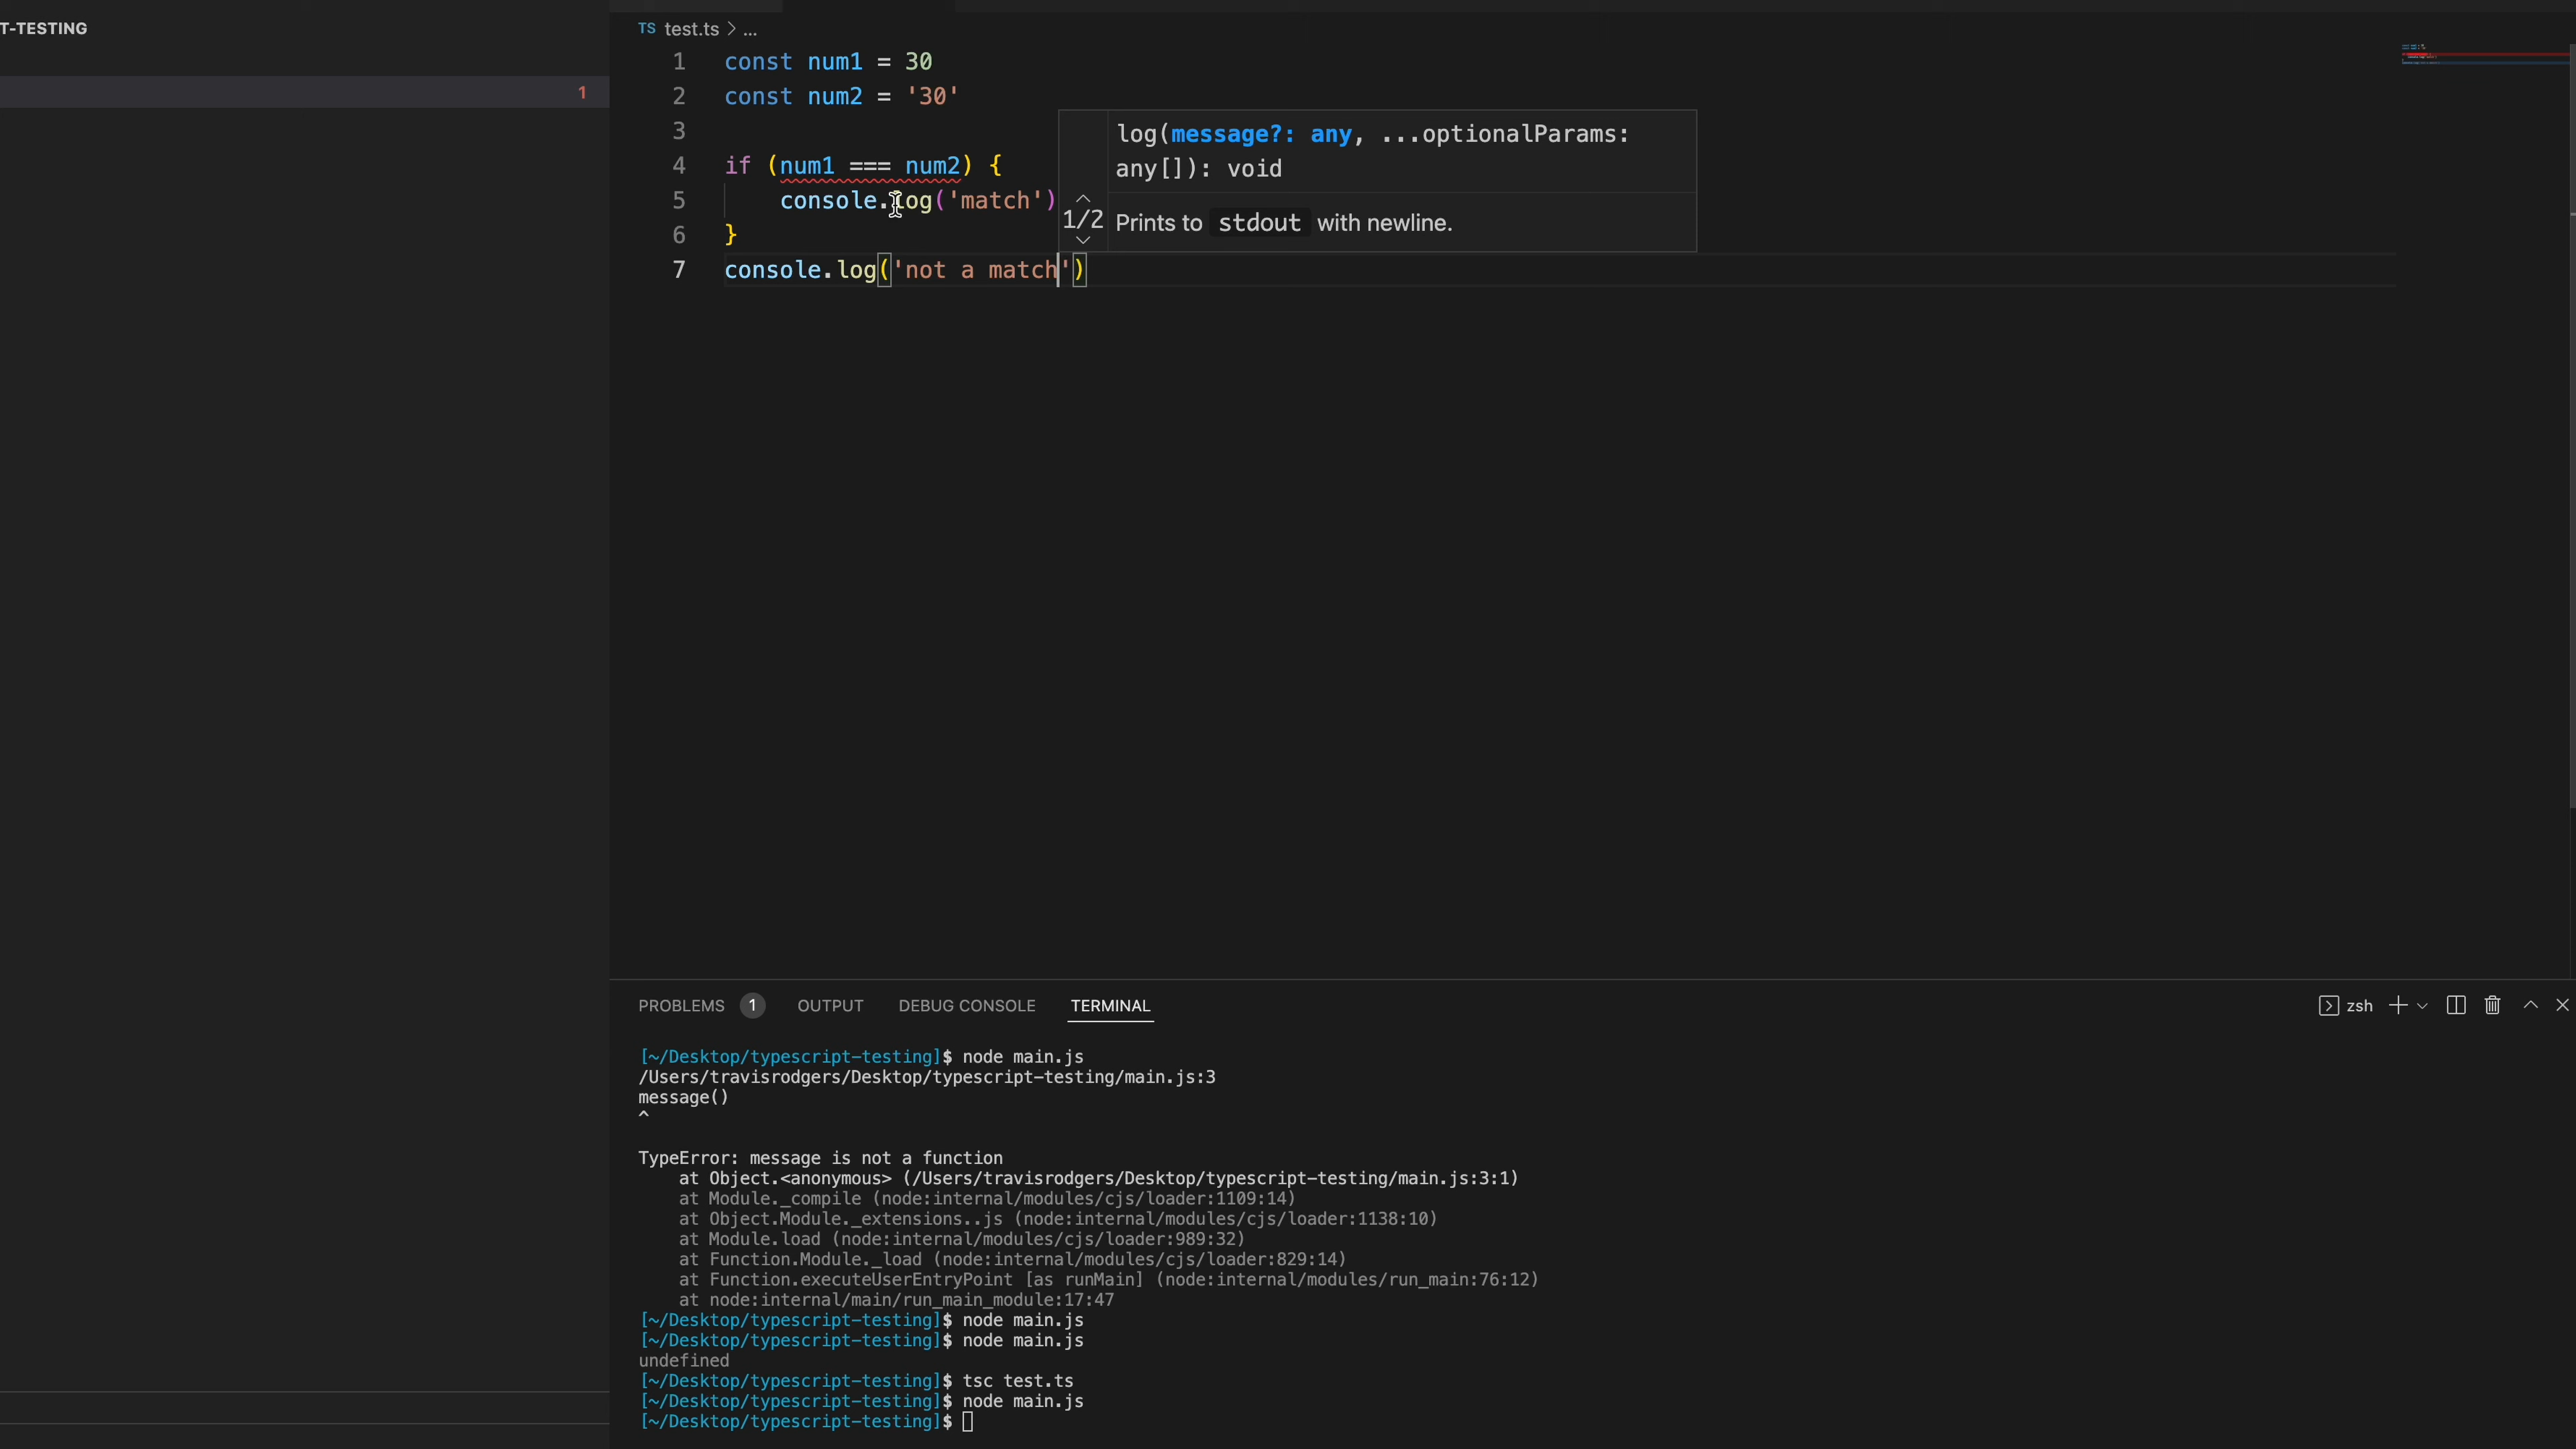 T-TESTING
1
TS test.ts > ...
1 const num1 = 30
2 const num2 = '30'
3
4 if (num1 === num2) {
5 console.log('match')
6 }
7 console.log('not a match')
log(message?: any, ...optionalParams:
any[]): void
1/2 Prints to stdout with newline.
PROBLEMS 1 OUTPUT DEBUG CONSOLE TERMINAL zsh
[~/Desktop/typescript-testing]$ node main.js
/Users/travisrodgers/Desktop/typescript-testing/main.js:3
message()
^
TypeError: message is not a function
at Object.<anonymous> (/Users/travisrodgers/Desktop/typescript-testing/main.js:3:1)
at Module._compile (node:internal/modules/cjs/loader:1109:14)
at Object.Module._extensions..js (node:internal/modules/cjs/loader:1138:10)
at Module.load (node:internal/modules/cjs/loader:989:32)
at Function.Module._load (node:internal/modules/cjs/loader:829:14)
at Function.executeUserEntryPoint [as runMain] (node:internal/modules/run_main:76:12)
at node:internal/main/run_main_module:17:47
[~/Desktop/typescript-testing]$ node main.js
[~/Desktop/typescript-testing]$ node main.js
undefined
[~/Desktop/typescript-testing]$ tsc test.ts
[~/Desktop/typescript-testing]$ node main.js
[~/Desktop/typescript-testing]$